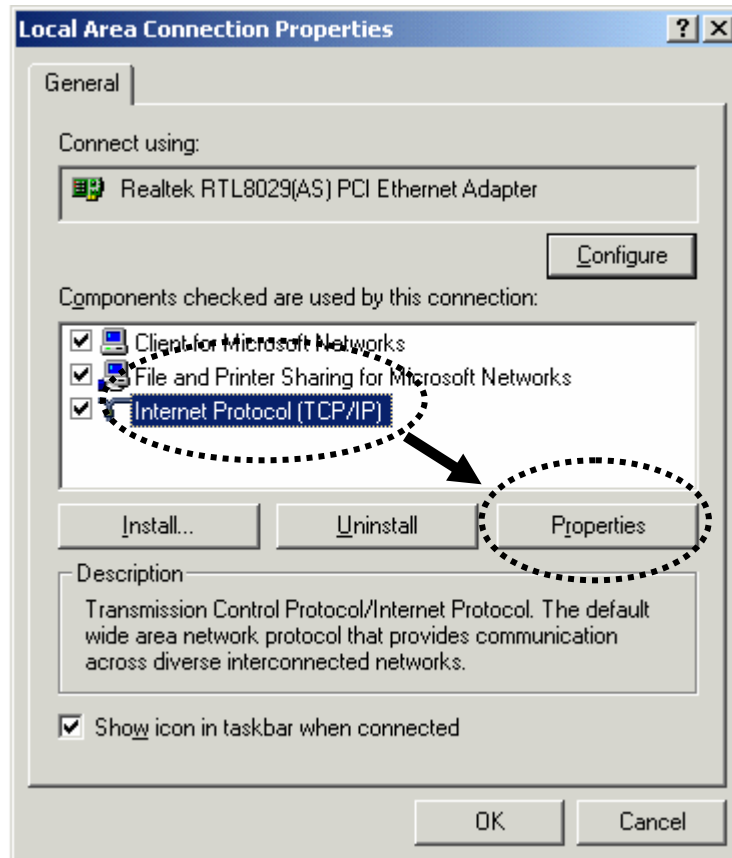 Local Area Connection Properties
General
Connect using:
Realtek RTL8029(AS) PCI Ethernet Adapter
Configure
Components checked are used by this connection:
Client for Microsoft Networks
File and Printer Sharing for Microsoft Networks
Internet Protocol (TCP/IP)
Install... Uninstall Properties
Description
Transmission Control Protocol/Internet Protocol. The default
wide area network protocol that provides communication
across diverse interconnected networks.
Show icon in taskbar when connected
OK Cancel